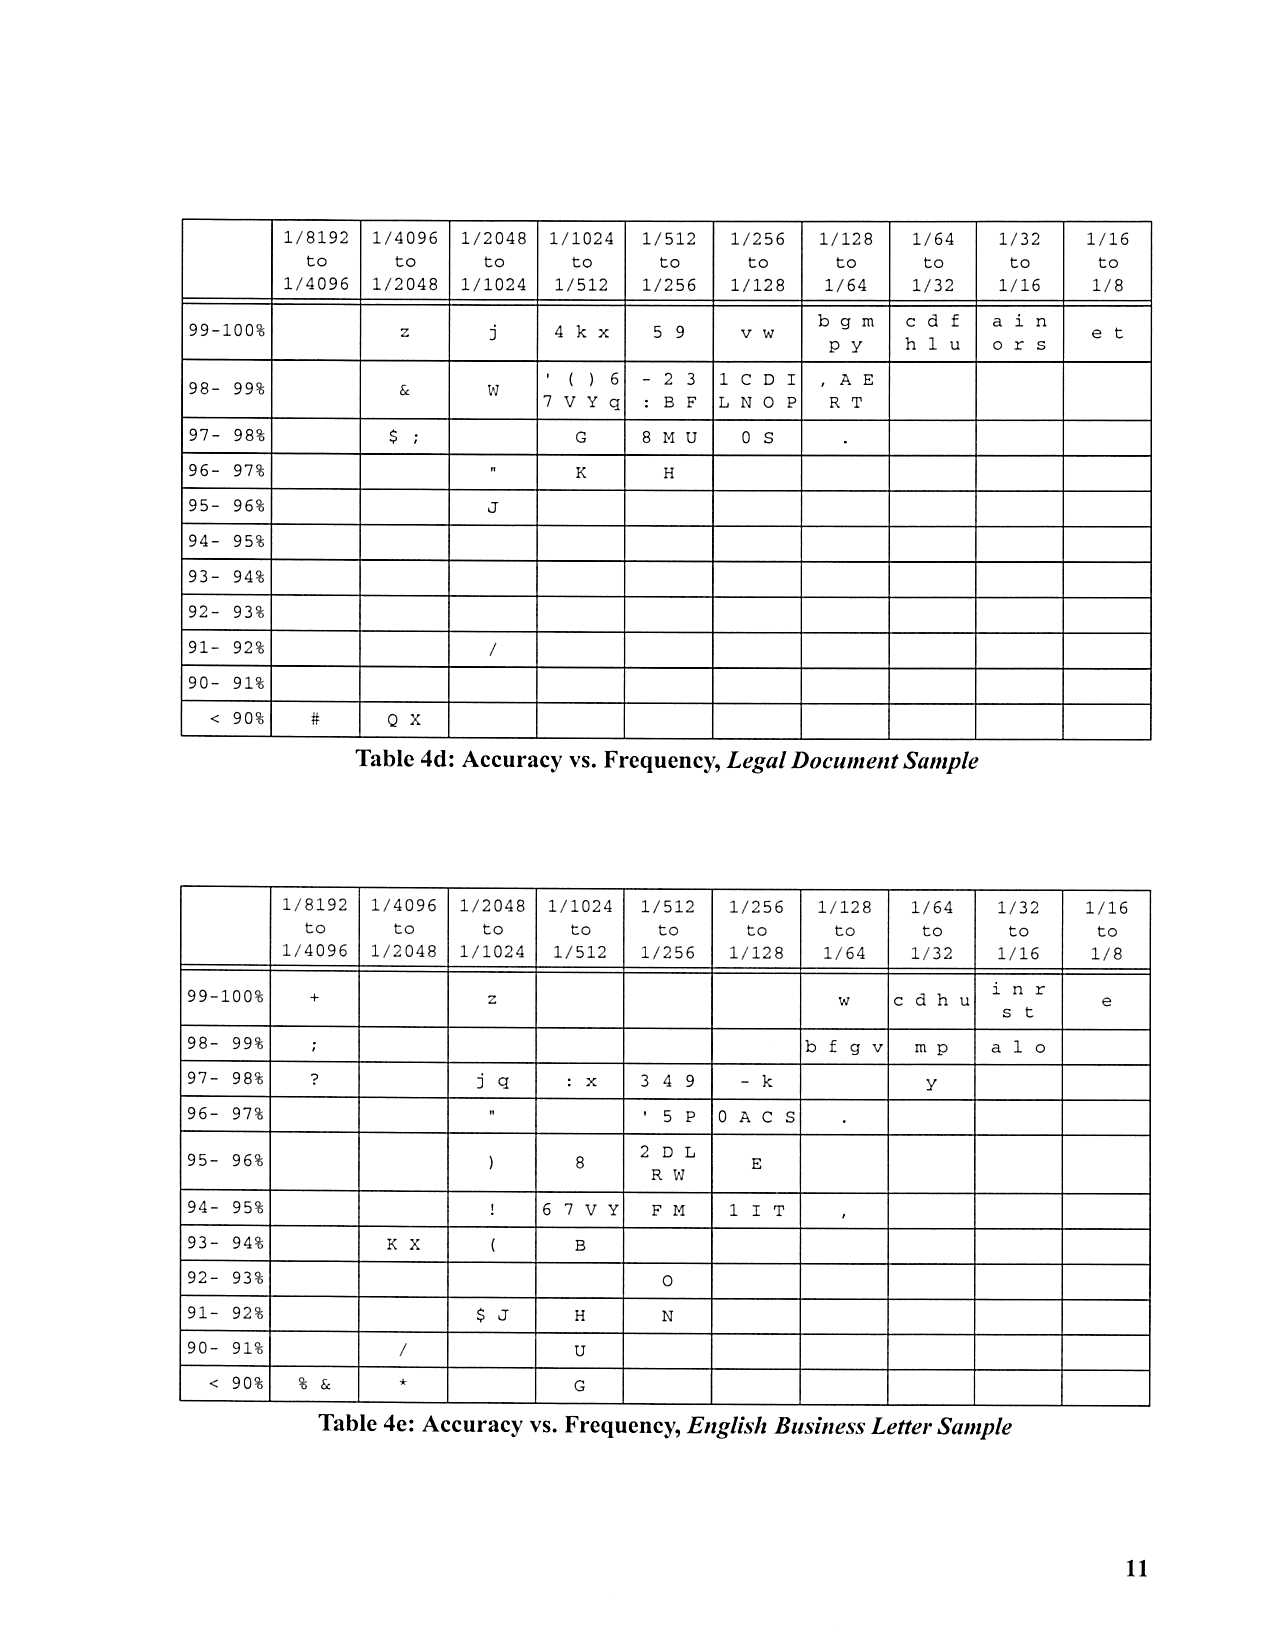 1/8192 1/4096 1/2048 1/1024 1/512 1/256 1/128 1/64 1/32 1/16
to to to to to to to to to to
1/4096 1/2048 1/1024 1/512 1/256 1/128 1/64 1/32 1/16 1/8
99-100% z j 4 k x 5 9 v w b g m p y c d f h l u a i n o r s e t
98- 99% & W ' ( ) 6 7 V Y q - 2 3 : B F 1 C D I L N O P , A E R T
97- 98% $ ; G 8 M U 0 S .
96- 97% " K H
95- 96% J
94- 95%
93- 94%
92- 93%
91- 92% /
90- 91%
< 90% # Q X
Table 4d: Accuracy vs. Frequency, Legal Document Sample
1/8192 1/4096 1/2048 1/1024 1/512 1/256 1/128 1/64 1/32 1/16
to to to to to to to to to to
1/4096 1/2048 1/1024 1/512 1/256 1/128 1/64 1/32 1/16 1/8
99-100% + z w c d h u i n r s t e
98- 99% ; b f g v m p a l o
97- 98% ? j q : x 3 4 9 - k y
96- 97% " ' 5 P 0 A C S .
95- 96% ) 8 2 D L R W E
94- 95% ! 6 7 V Y F M 1 I T ,
93- 94% K X ( B
92- 93% O
91- 92% $ J H N
90- 91% / U
< 90% % & * G
Table 4e: Accuracy vs. Frequency, English Business Letter Sample
11